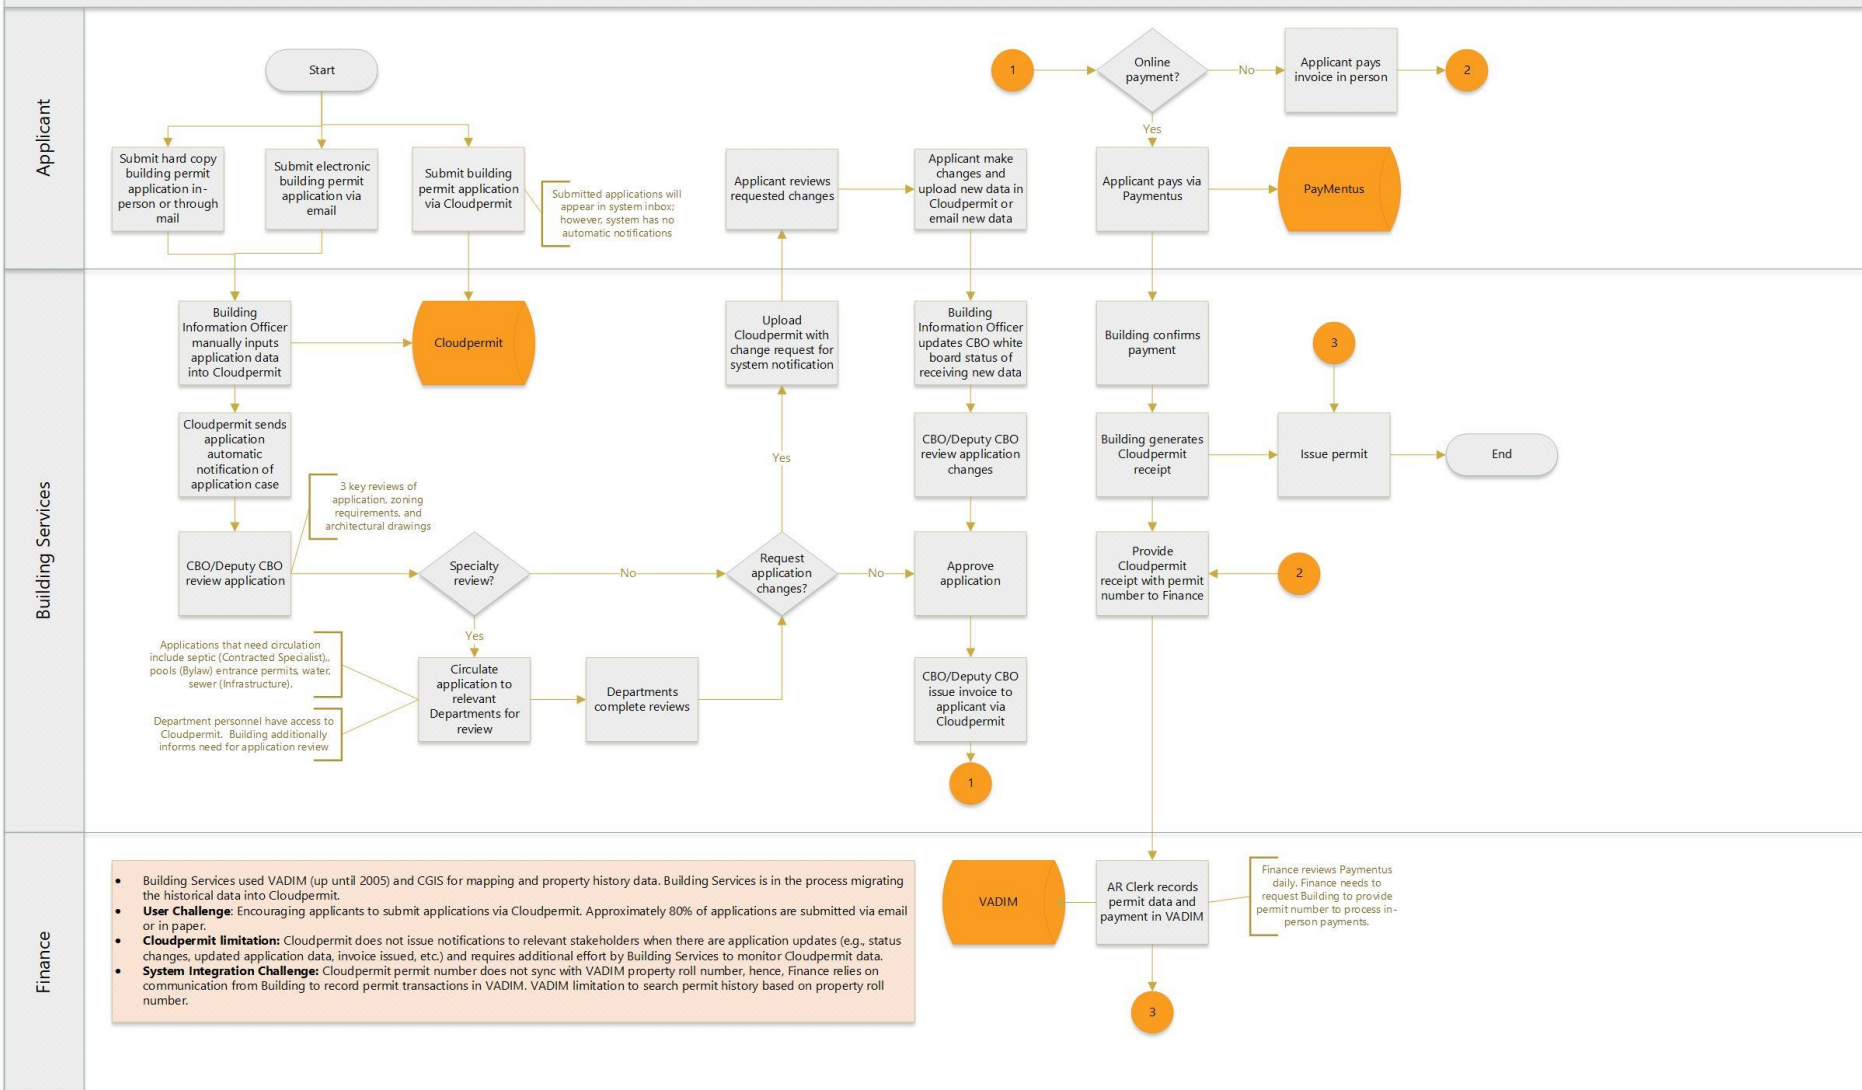 Applicant
Start
Submit hard copy
building permit
application in-
person or through
mail
Submit electronic
building permit
application via
email
Submit building
permit application
via Cloudpermit
Submitted applications will
appear in system inbox;
however, system has no
automatic notifications
Applicant reviews
requested changes
Applicant make
changes and
upload new data in
Cloudpermit or
email new data
1
Online
payment?
No
Applicant pays
invoice in person
2
Yes
Applicant pays via
Paymentus
PayMentus
Building Services
Building
Information Officer
manually inputs
application data
into Cloudpermit
Cloudpermit
Cloudpermit sends
application
automatic
notification of
application case
3 key reviews of
application, zoning
requirements, and
architectural drawings
CBO/Deputy CBO
review application
Specialty
review?
No
Yes
Applications that need circulation
include septic (Contracted Specialist),,
pools (Bylaw) entrance permits, water,
sewer (Infrastructure).
Department personnel have access to
Cloudpermit. Building additionally
informs need for application review
Circulate
application to
relevant
Departments for
review
Departments
complete reviews
Upload
Cloudpermit with
change request for
system notification
Yes
Request
application
changes?
No
Building
Information Officer
updates CBO white
board status of
receiving new data
CBO/Deputy CBO
review application
changes
Approve
application
CBO/Deputy CBO
issue invoice to
applicant via
Cloudpermit
1
Building confirms
payment
3
Building generates
Cloudpermit
receipt
Issue permit
End
Provide
Cloudpermit
receipt with permit
number to Finance
2
Finance
• Building Services used VADIM (up until 2005) and CGIS for mapping and property history data. Building Services is in the process migrating
the historical data into Cloudpermit.
• User Challenge: Encouraging applicants to submit applications via Cloudpermit. Approximately 80% of applications are submitted via email
or in paper.
• Cloudpermit limitation: Cloudpermit does not issue notifications to relevant stakeholders when there are application updates (e.g., status
changes, updated application data, invoice issued, etc.) and requires additional effort by Building Services to monitor Cloudpermit data.
• System Integration Challenge: Cloudpermit permit number does not sync with VADIM property roll number, hence, Finance relies on
communication from Building to record permit transactions in VADIM. VADIM limitation to search permit history based on property roll
number.
VADIM
AR Clerk records
permit data and
payment in VADIM
Finance reviews Paymentus
daily. Finance needs to
request Building to provide
permit number to process in-
person payments.
3